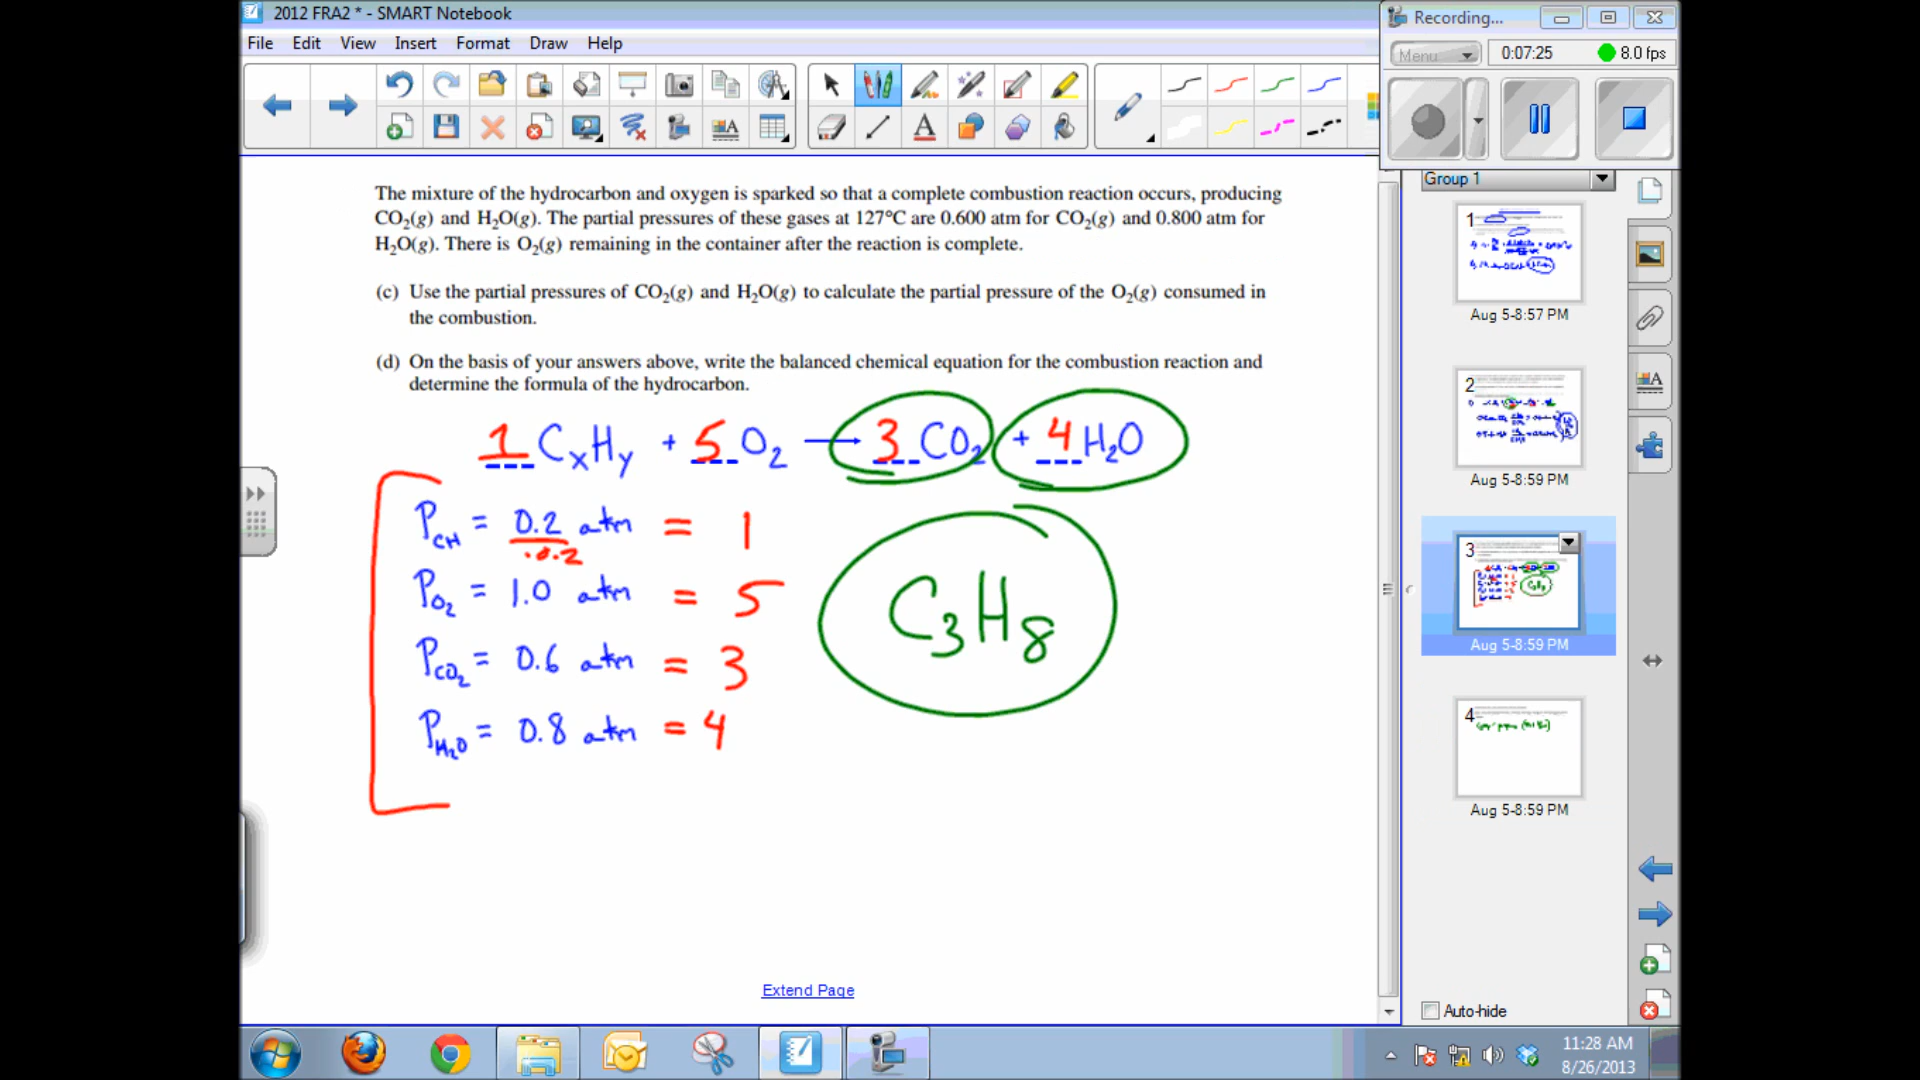 2012 FRA2 * - SMART Notebook
Recording...
File Edit View Insert Format Draw Help
Menu 0:07:25 8.0 fps
Group 1
The mixture of the hydrocarbon and oxygen is sparked so that a complete combustion reaction occurs, producing
CO₂(g) and H₂O(g). The partial pressures of these gases at 127°C are 0.600 atm for CO₂(g) and 0.800 atm for
H₂O(g). There is O₂(g) remaining in the container after the reaction is complete.
(c) Use the partial pressures of CO₂(g) and H₂O(g) to calculate the partial pressure of the O₂(g) consumed in
the combustion.
(d) On the basis of your answers above, write the balanced chemical equation for the combustion reaction and
determine the formula of the hydrocarbon.
1 CxHy + 5 O₂ → 3 CO₂ + 4 H₂O
P_CH = 0.2 atm = 1
0.2
P_O₂ = 1.0 atm = 5
P_CO₂ = 0.6 atm = 3
P_H₂O = 0.8 atm = 4
C₃H₈
Extend Page
1
Aug 5-8:57 PM
2
Aug 5-8:59 PM
3
Aug 5-8:59 PM
4
Aug 5-8:59 PM
Auto-hide
11:28 AM
8/26/2013